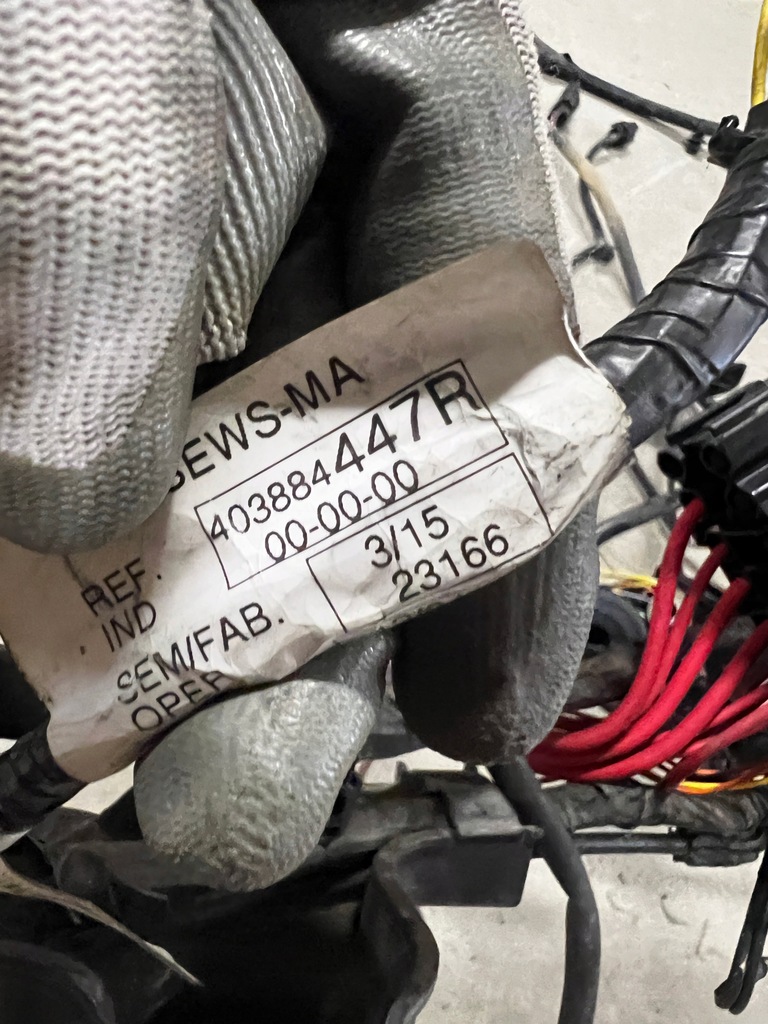 SEWS-MA
REF. 403884447R
IND 00-00-00
SEM/FAB. 3/15
OPER 23166